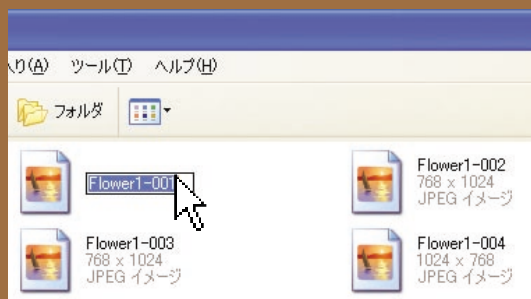 入り(A) ツール(T) ヘルプ(H)
フォルダ
Flower1-001
Flower1-002
768 x 1024
JPEG イメージ
Flower1-003
768 x 1024
JPEG イメージ
Flower1-004
1024 x 768
JPEG イメージ